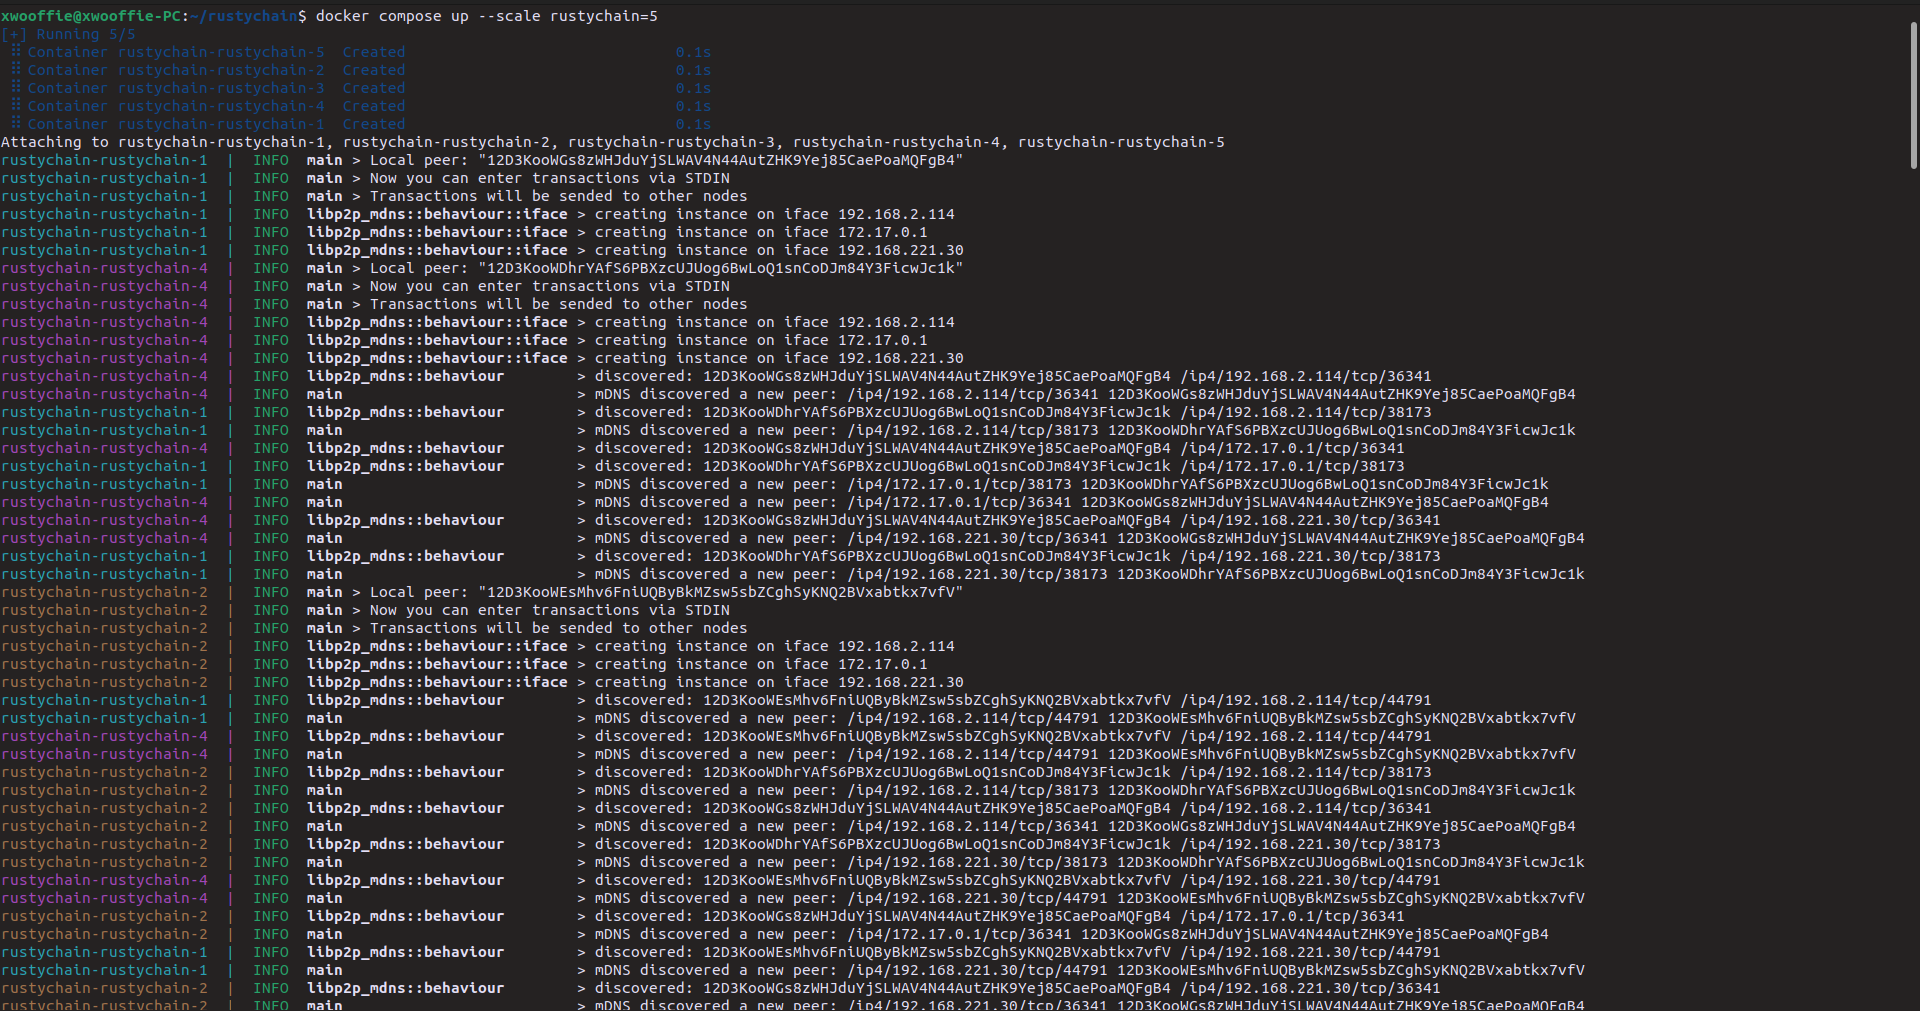 xwooffie@xwooffie-PC:~/rustychain$ docker compose up --scale rustychain=5
[+] Running 5/5
⠿ Container rustychain-rustychain-5  Created                              0.1s
⠿ Container rustychain-rustychain-2  Created                              0.1s
⠿ Container rustychain-rustychain-3  Created                              0.1s
⠿ Container rustychain-rustychain-4  Created                              0.1s
⠿ Container rustychain-rustychain-1  Created                              0.1s
Attaching to rustychain-rustychain-1, rustychain-rustychain-2, rustychain-rustychain-3, rustychain-rustychain-4, rustychain-rustychain-5
rustychain-rustychain-1  |  INFO  main > Local peer: "12D3KooWGs8zWHJduYjSLWAV4N44AutZHK9Yej85CaePoaMQFgB4"
rustychain-rustychain-1  |  INFO  main > Now you can enter transactions via STDIN
rustychain-rustychain-1  |  INFO  main > Transactions will be sended to other nodes
rustychain-rustychain-1  |  INFO  libp2p_mdns::behaviour::iface > creating instance on iface 192.168.2.114
rustychain-rustychain-1  |  INFO  libp2p_mdns::behaviour::iface > creating instance on iface 172.17.0.1
rustychain-rustychain-1  |  INFO  libp2p_mdns::behaviour::iface > creating instance on iface 192.168.221.30
rustychain-rustychain-4  |  INFO  main > Local peer: "12D3KooWDhrYAfS6PBXzcUJUog6BwLoQ1snCoDJm84Y3FicwJc1k"
rustychain-rustychain-4  |  INFO  main > Now you can enter transactions via STDIN
rustychain-rustychain-4  |  INFO  main > Transactions will be sended to other nodes
rustychain-rustychain-4  |  INFO  libp2p_mdns::behaviour::iface > creating instance on iface 192.168.2.114
rustychain-rustychain-4  |  INFO  libp2p_mdns::behaviour::iface > creating instance on iface 172.17.0.1
rustychain-rustychain-4  |  INFO  libp2p_mdns::behaviour::iface > creating instance on iface 192.168.221.30
rustychain-rustychain-4  |  INFO  libp2p_mdns::behaviour        > discovered: 12D3KooWGs8zWHJduYjSLWAV4N44AutZHK9Yej85CaePoaMQFgB4 /ip4/192.168.2.114/tcp/36341
rustychain-rustychain-4  |  INFO  main                          > mDNS discovered a new peer: /ip4/192.168.2.114/tcp/36341 12D3KooWGs8zWHJduYjSLWAV4N44AutZHK9Yej85CaePoaMQFgB4
rustychain-rustychain-1  |  INFO  libp2p_mdns::behaviour        > discovered: 12D3KooWDhrYAfS6PBXzcUJUog6BwLoQ1snCoDJm84Y3FicwJc1k /ip4/192.168.2.114/tcp/38173
rustychain-rustychain-1  |  INFO  main                          > mDNS discovered a new peer: /ip4/192.168.2.114/tcp/38173 12D3KooWDhrYAfS6PBXzcUJUog6BwLoQ1snCoDJm84Y3FicwJc1k
rustychain-rustychain-4  |  INFO  libp2p_mdns::behaviour        > discovered: 12D3KooWGs8zWHJduYjSLWAV4N44AutZHK9Yej85CaePoaMQFgB4 /ip4/172.17.0.1/tcp/36341
rustychain-rustychain-1  |  INFO  libp2p_mdns::behaviour        > discovered: 12D3KooWDhrYAfS6PBXzcUJUog6BwLoQ1snCoDJm84Y3FicwJc1k /ip4/172.17.0.1/tcp/38173
rustychain-rustychain-1  |  INFO  main                          > mDNS discovered a new peer: /ip4/172.17.0.1/tcp/38173 12D3KooWDhrYAfS6PBXzcUJUog6BwLoQ1snCoDJm84Y3FicwJc1k
rustychain-rustychain-4  |  INFO  main                          > mDNS discovered a new peer: /ip4/172.17.0.1/tcp/36341 12D3KooWGs8zWHJduYjSLWAV4N44AutZHK9Yej85CaePoaMQFgB4
rustychain-rustychain-4  |  INFO  libp2p_mdns::behaviour        > discovered: 12D3KooWGs8zWHJduYjSLWAV4N44AutZHK9Yej85CaePoaMQFgB4 /ip4/192.168.221.30/tcp/36341
rustychain-rustychain-4  |  INFO  main                          > mDNS discovered a new peer: /ip4/192.168.221.30/tcp/36341 12D3KooWGs8zWHJduYjSLWAV4N44AutZHK9Yej85CaePoaMQFgB4
rustychain-rustychain-1  |  INFO  libp2p_mdns::behaviour        > discovered: 12D3KooWDhrYAfS6PBXzcUJUog6BwLoQ1snCoDJm84Y3FicwJc1k /ip4/192.168.221.30/tcp/38173
rustychain-rustychain-1  |  INFO  main                          > mDNS discovered a new peer: /ip4/192.168.221.30/tcp/38173 12D3KooWDhrYAfS6PBXzcUJUog6BwLoQ1snCoDJm84Y3FicwJc1k
rustychain-rustychain-2  |  INFO  main > Local peer: "12D3KooWEsMhv6FniUQByBkMZsw5sbZCghSyKNQ2BVxabtkx7vfV"
rustychain-rustychain-2  |  INFO  main > Now you can enter transactions via STDIN
rustychain-rustychain-2  |  INFO  main > Transactions will be sended to other nodes
rustychain-rustychain-2  |  INFO  libp2p_mdns::behaviour::iface > creating instance on iface 192.168.2.114
rustychain-rustychain-2  |  INFO  libp2p_mdns::behaviour::iface > creating instance on iface 172.17.0.1
rustychain-rustychain-2  |  INFO  libp2p_mdns::behaviour::iface > creating instance on iface 192.168.221.30
rustychain-rustychain-1  |  INFO  libp2p_mdns::behaviour        > discovered: 12D3KooWEsMhv6FniUQByBkMZsw5sbZCghSyKNQ2BVxabtkx7vfV /ip4/192.168.2.114/tcp/44791
rustychain-rustychain-1  |  INFO  main                          > mDNS discovered a new peer: /ip4/192.168.2.114/tcp/44791 12D3KooWEsMhv6FniUQByBkMZsw5sbZCghSyKNQ2BVxabtkx7vfV
rustychain-rustychain-4  |  INFO  libp2p_mdns::behaviour        > discovered: 12D3KooWEsMhv6FniUQByBkMZsw5sbZCghSyKNQ2BVxabtkx7vfV /ip4/192.168.2.114/tcp/44791
rustychain-rustychain-4  |  INFO  main                          > mDNS discovered a new peer: /ip4/192.168.2.114/tcp/44791 12D3KooWEsMhv6FniUQByBkMZsw5sbZCghSyKNQ2BVxabtkx7vfV
rustychain-rustychain-2  |  INFO  libp2p_mdns::behaviour        > discovered: 12D3KooWDhrYAfS6PBXzcUJUog6BwLoQ1snCoDJm84Y3FicwJc1k /ip4/192.168.2.114/tcp/38173
rustychain-rustychain-2  |  INFO  main                          > mDNS discovered a new peer: /ip4/192.168.2.114/tcp/38173 12D3KooWDhrYAfS6PBXzcUJUog6BwLoQ1snCoDJm84Y3FicwJc1k
rustychain-rustychain-2  |  INFO  libp2p_mdns::behaviour        > discovered: 12D3KooWGs8zWHJduYjSLWAV4N44AutZHK9Yej85CaePoaMQFgB4 /ip4/192.168.2.114/tcp/36341
rustychain-rustychain-2  |  INFO  main                          > mDNS discovered a new peer: /ip4/192.168.2.114/tcp/36341 12D3KooWGs8zWHJduYjSLWAV4N44AutZHK9Yej85CaePoaMQFgB4
rustychain-rustychain-2  |  INFO  libp2p_mdns::behaviour        > discovered: 12D3KooWDhrYAfS6PBXzcUJUog6BwLoQ1snCoDJm84Y3FicwJc1k /ip4/192.168.221.30/tcp/38173
rustychain-rustychain-2  |  INFO  main                          > mDNS discovered a new peer: /ip4/192.168.221.30/tcp/38173 12D3KooWDhrYAfS6PBXzcUJUog6BwLoQ1snCoDJm84Y3FicwJc1k
rustychain-rustychain-4  |  INFO  libp2p_mdns::behaviour        > discovered: 12D3KooWEsMhv6FniUQByBkMZsw5sbZCghSyKNQ2BVxabtkx7vfV /ip4/192.168.221.30/tcp/44791
rustychain-rustychain-4  |  INFO  main                          > mDNS discovered a new peer: /ip4/192.168.221.30/tcp/44791 12D3KooWEsMhv6FniUQByBkMZsw5sbZCghSyKNQ2BVxabtkx7vfV
rustychain-rustychain-2  |  INFO  libp2p_mdns::behaviour        > discovered: 12D3KooWGs8zWHJduYjSLWAV4N44AutZHK9Yej85CaePoaMQFgB4 /ip4/172.17.0.1/tcp/36341
rustychain-rustychain-2  |  INFO  main                          > mDNS discovered a new peer: /ip4/172.17.0.1/tcp/36341 12D3KooWGs8zWHJduYjSLWAV4N44AutZHK9Yej85CaePoaMQFgB4
rustychain-rustychain-1  |  INFO  libp2p_mdns::behaviour        > discovered: 12D3KooWEsMhv6FniUQByBkMZsw5sbZCghSyKNQ2BVxabtkx7vfV /ip4/192.168.221.30/tcp/44791
rustychain-rustychain-1  |  INFO  main                          > mDNS discovered a new peer: /ip4/192.168.221.30/tcp/44791 12D3KooWEsMhv6FniUQByBkMZsw5sbZCghSyKNQ2BVxabtkx7vfV
rustychain-rustychain-2  |  INFO  libp2p_mdns::behaviour        > discovered: 12D3KooWGs8zWHJduYjSLWAV4N44AutZHK9Yej85CaePoaMQFgB4 /ip4/192.168.221.30/tcp/36341
rustychain-rustychain-2  |  INFO  main                          > mDNS discovered a new peer: /ip4/192.168.221.30/tcp/36341 12D3KooWGs8zWHJduYjSLWAV4N44AutZHK9Yej85CaePoaMQFgB4